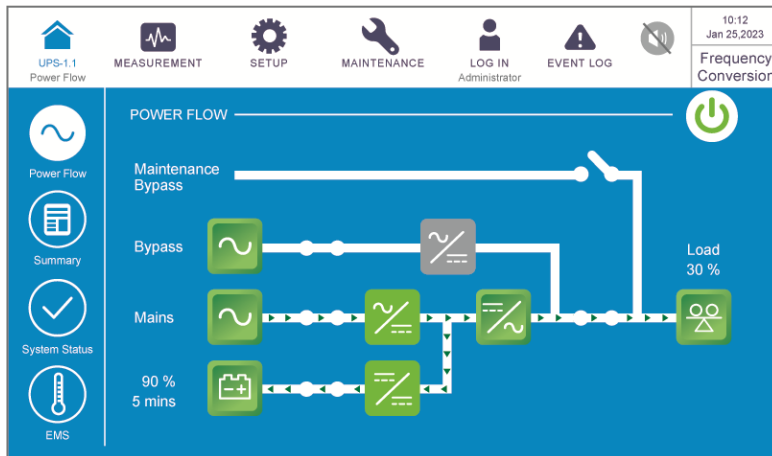 10:12
Jan 25,2023
UPS-1.1
Power Flow
MEASUREMENT
SETUP
MAINTENANCE
LOG IN
Administrator
EVENT LOG
Frequency
Conversion
POWER FLOW
Power Flow
Maintenance
Bypass
Summary
Bypass
Load
30 %
Mains
System Status
90 %
5 mins
EMS